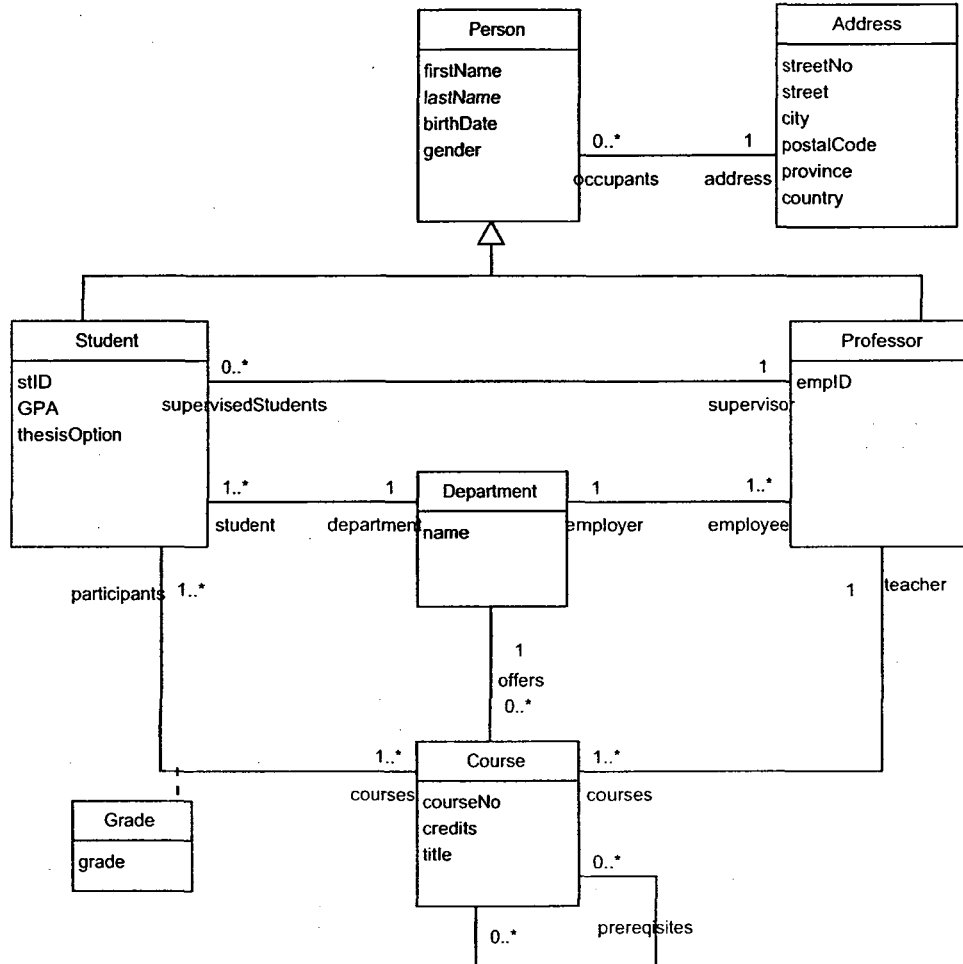 Person
firstName
lastName
birthDate
gender
Address
streetNo
street
city
postalCode
province
country
0..*
1
occupants
address
Student
stID
GPA
thesisOption
Professor
empID
0..*
1
supervisedStudents
supervisor
1..*
1
student
department
Department
name
1
1..*
employer
employee
participants
1..*
1
teacher
1
offers
0..*
1..*
courses
Course
courseNo
credits
title
1..*
courses
Grade
grade
0..*
prereqisites
0..*